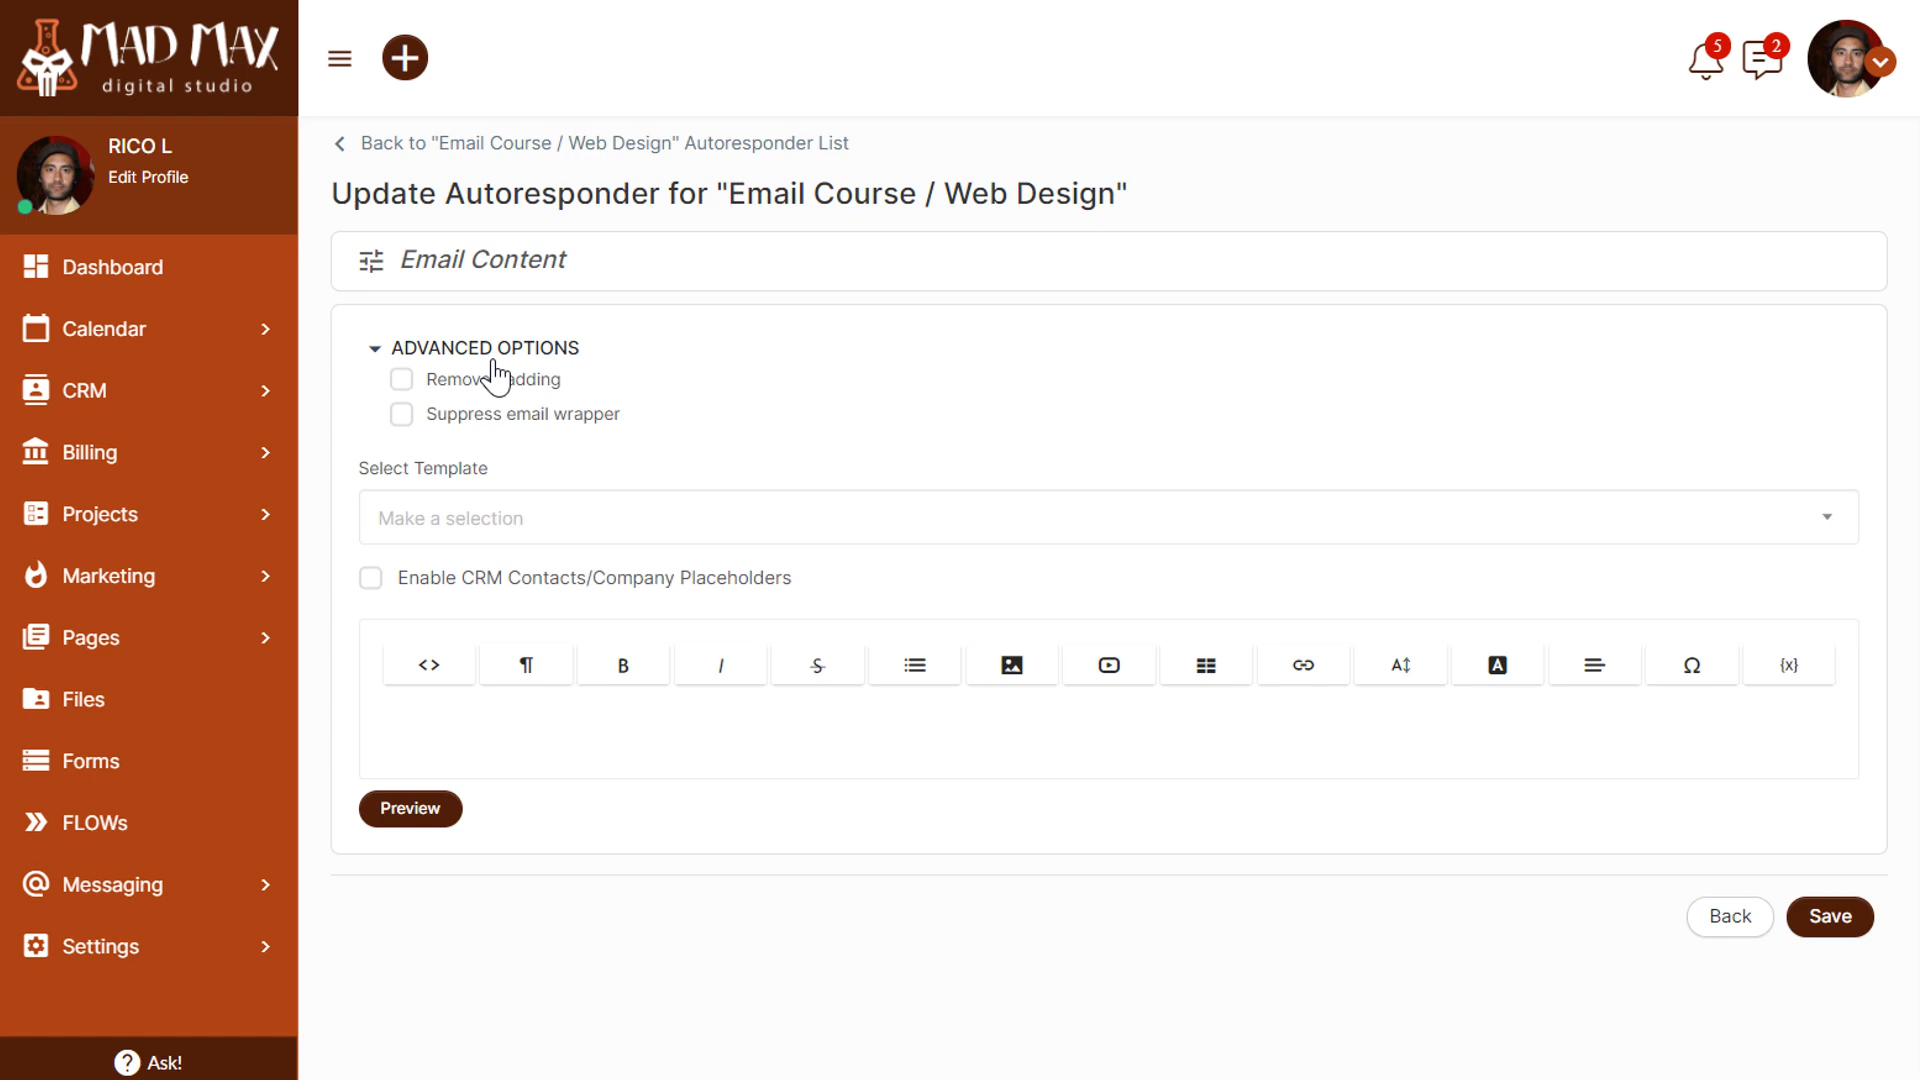 MAD MAX
digital studio
5
2
RICO L
Edit Profile
Dashboard
Calendar
CRM
Billing
Projects
Marketing
Pages
Files
Forms
FLOWs
Messaging
Settings
? Ask!
Back to "Email Course / Web Design" Autoresponder List
Update Autoresponder for "Email Course / Web Design"
Email Content
ADVANCED OPTIONS
Remove padding
Suppress email wrapper
Select Template
Make a selection
Enable CRM Contacts/Company Placeholders
<> ¶ B I S A A Ω {x}
Preview
Back Save